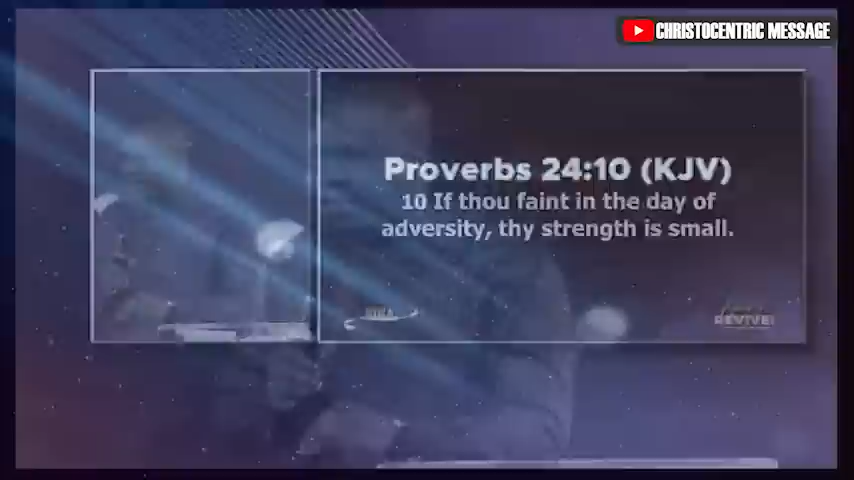 CHRISTOCENTRIC MESSAGE
Proverbs 24:10 (KJV)
10 If thou faint in the day of
adversity, thy strength is small.
REVIVE!